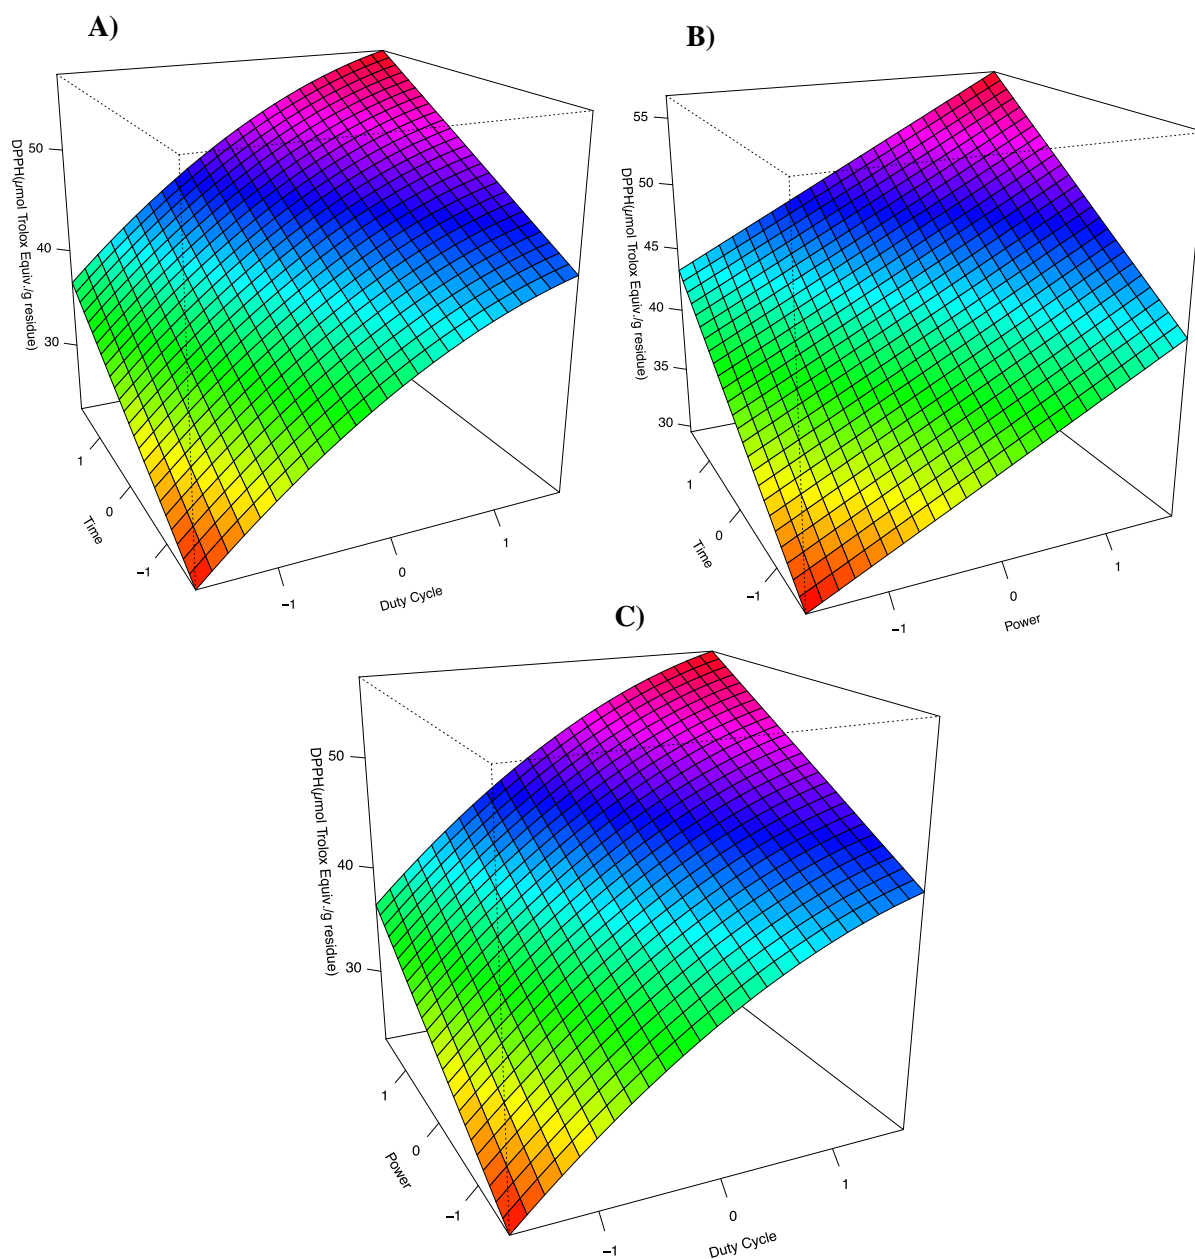 A)
DPPH(µmol Trolox Equiv./g residue)
50
40
30
1
0
−1
Time
−1
0
1
Duty Cycle
B)
DPPH(µmol Trolox Equiv./g residue)
55
50
45
40
35
30
1
0
−1
Time
−1
0
1
Power
C)
DPPH(µmol Trolox Equiv./g residue)
50
40
30
1
0
−1
Power
−1
0
1
Duty Cycle